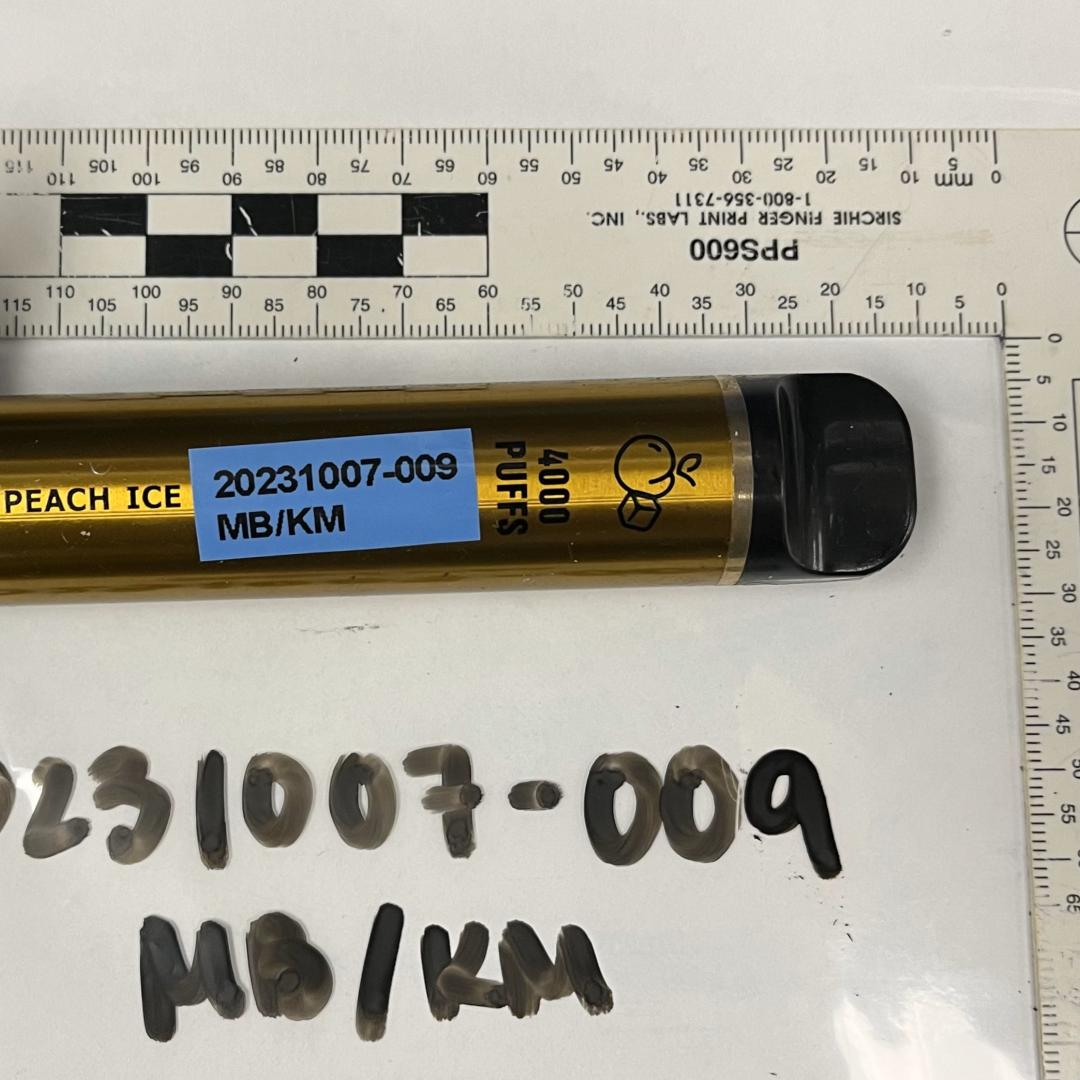 115 110 105 100 95 90 85 80 75 70 65 60 55 50 45 40 35 30 25 20 15 10 mm 5 0
SIRCHIE FINGER PRINT LABS., INC.
1-800-356-7311
PPS600
115 110 105 100 95 90 85 80 75 70 65 60 55 50 45 40 35 30 25 20 15 10 5 0
0
5
10
15
20
25
30
35
40
45
50
55
65
PEACH ICE
20231007-009
MB/KM
4000
PUFFS
0231007-009
MB/KM